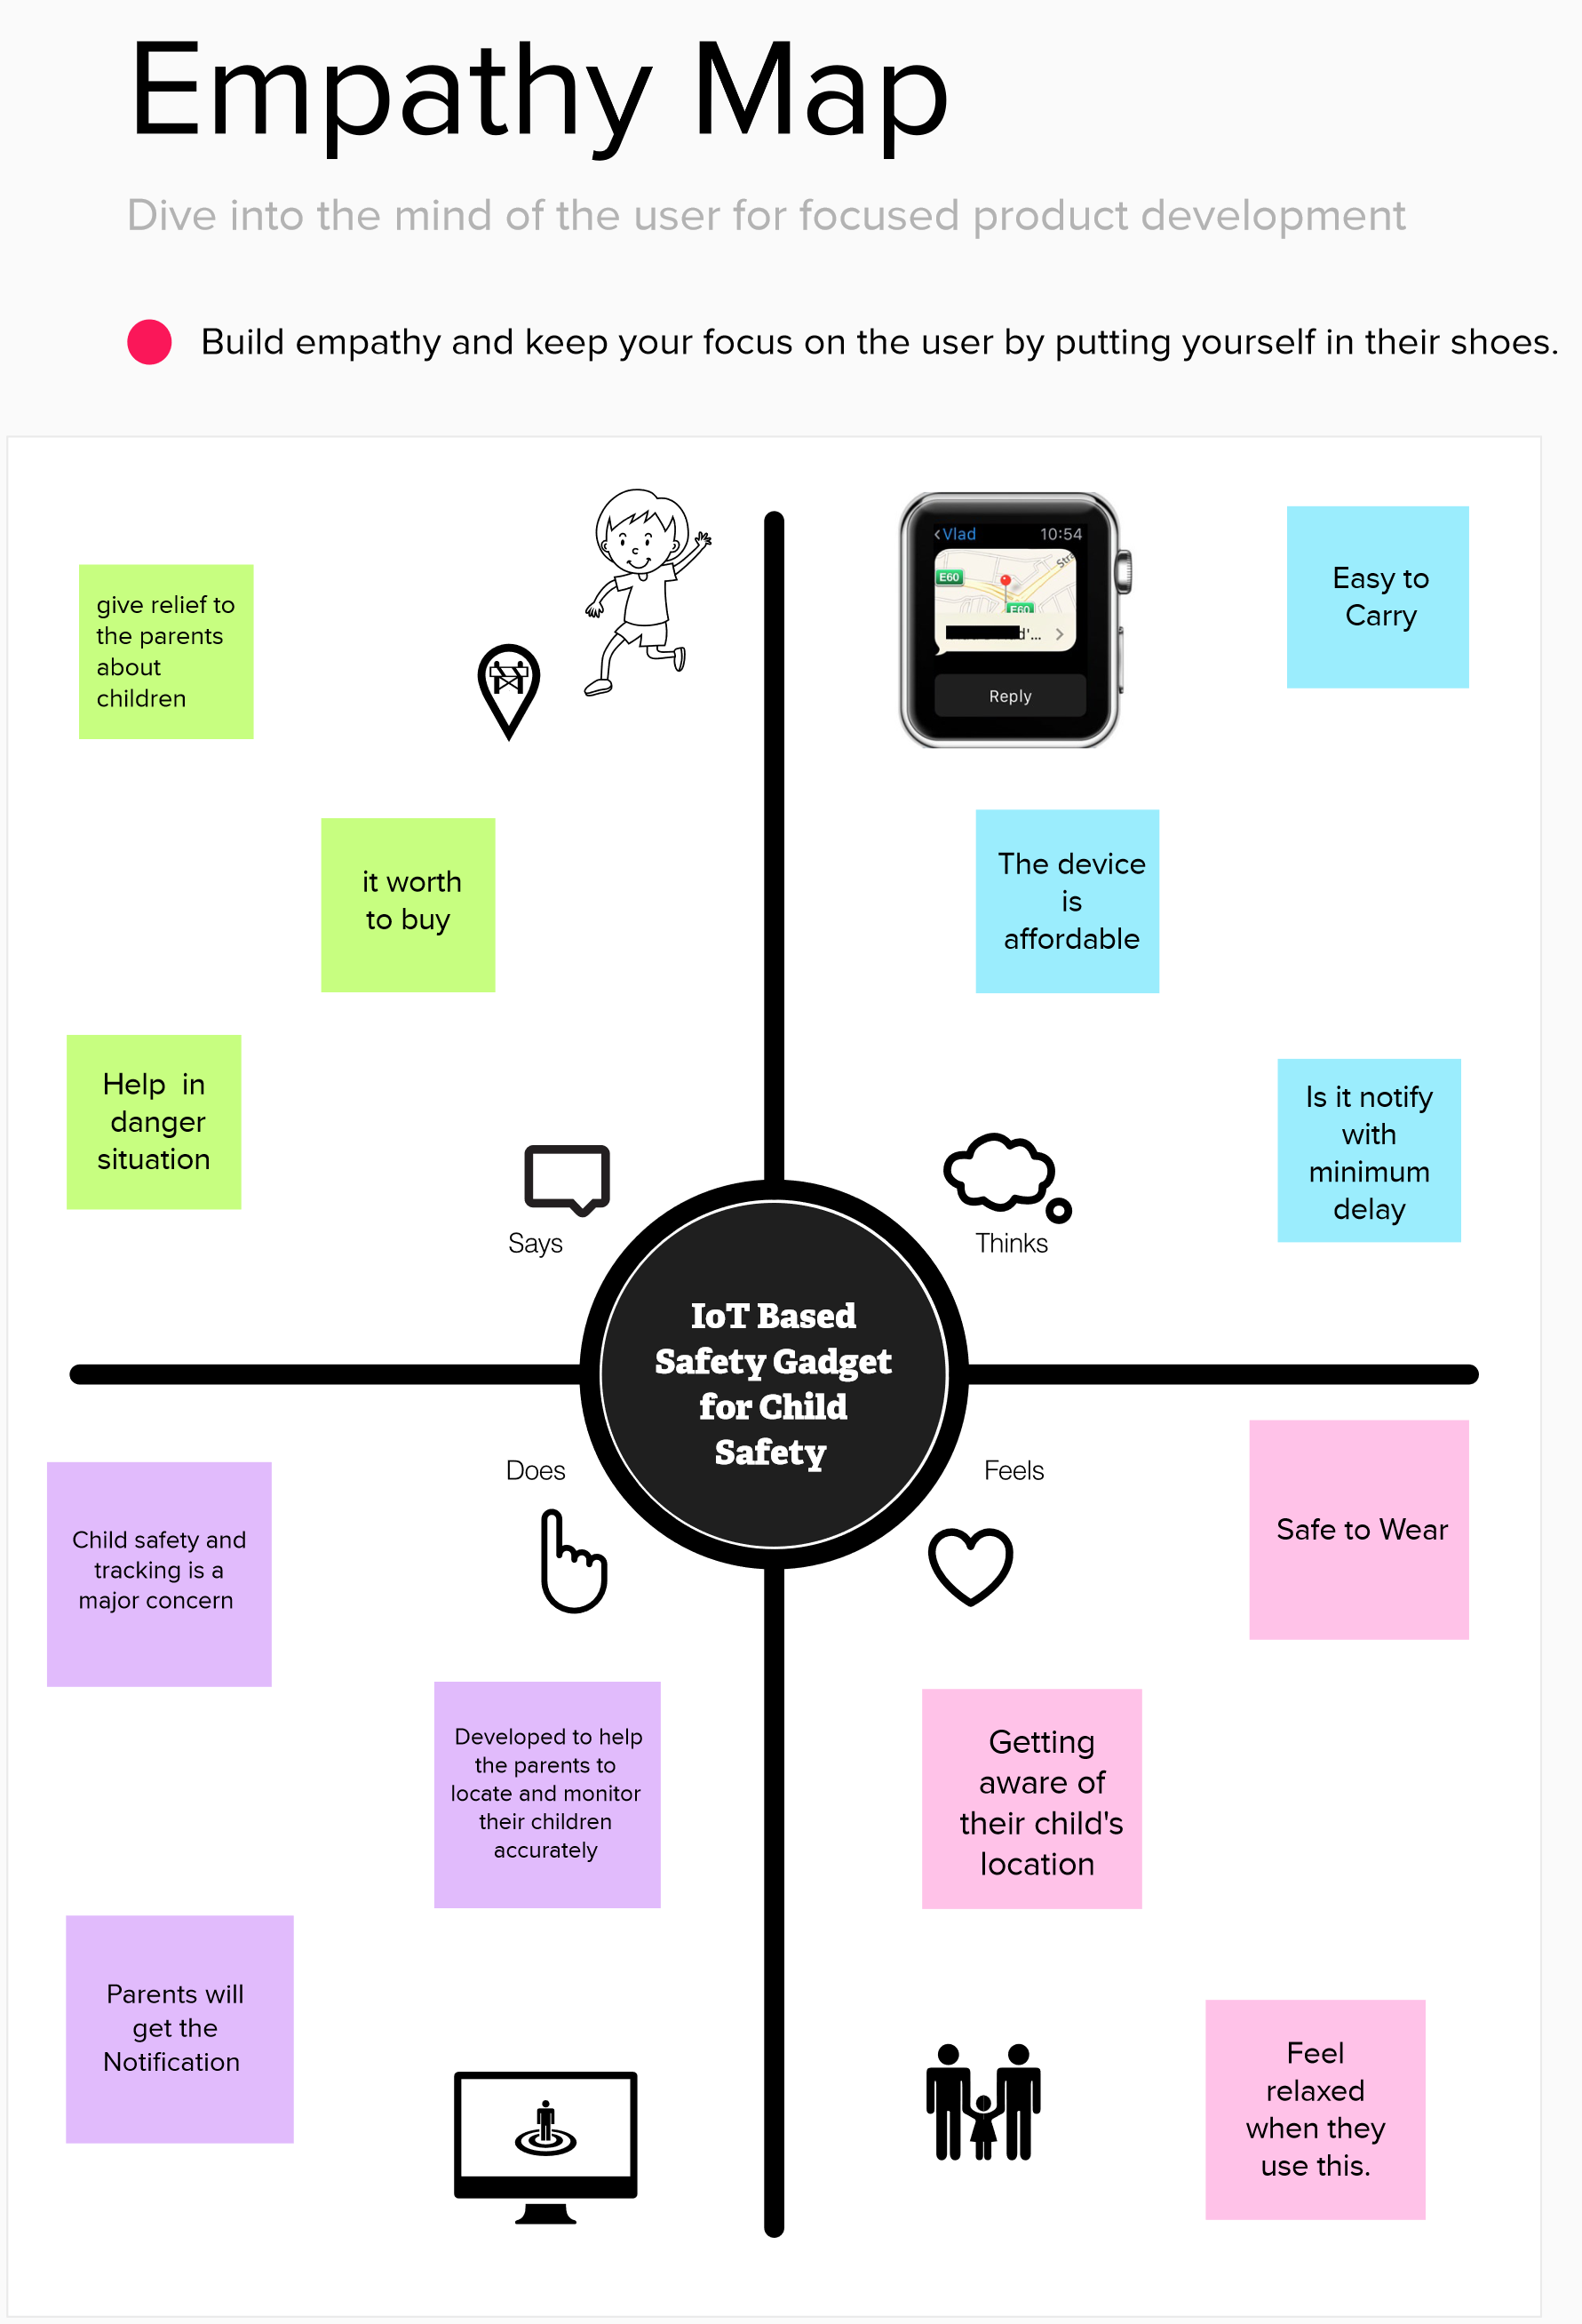 Empathy Map
Dive into the mind of the user for focused product development
Build empathy and keep your focus on the user by putting yourself in their shoes.
give relief to
the parents
about
children
it worth
to buy
Help in
danger
situation
Says
Vlad
10:54
E60
E60
Reply
Easy to
Carry
The device
is
affordable
Is it notify
with
minimum
delay
Thinks
IoT Based
Safety Gadget
for Child
Safety
Does
Child safety and
tracking is a
major concern
Developed to help
the parents to
locate and monitor
their children
accurately
Parents will
get the
Notification
Feels
Safe to Wear
Getting
aware of
their child's
location
Feel
relaxed
when they
use this.